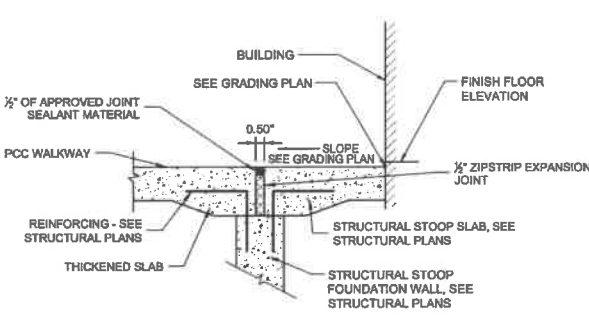 BUILDING
SEE GRADING PLAN
FINISH FLOOR
ELEVATION
½" OF APPROVED JOINT
SEALANT MATERIAL
0.50"
SLOPE
SEE GRADING PLAN
PCC WALKWAY
½" ZIPSTRIP EXPANSION
JOINT
REINFORCING - SEE
STRUCTURAL PLANS
STRUCTURAL STOOP SLAB, SEE
STRUCTURAL PLANS
THICKENED SLAB
STRUCTURAL STOOP
FOUNDATION WALL, SEE
STRUCTURAL PLANS